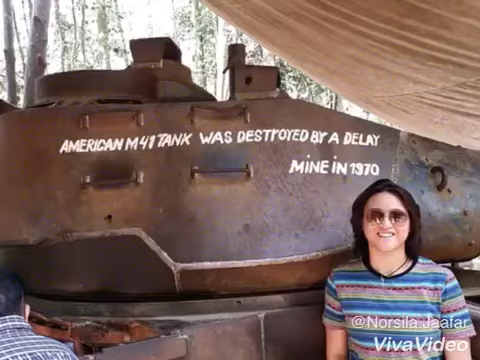 AMERICAN M41 TANK WAS DESTROYED BY A DELAY
MINE IN 1970
@Norsila Jaafar
VivaVideo